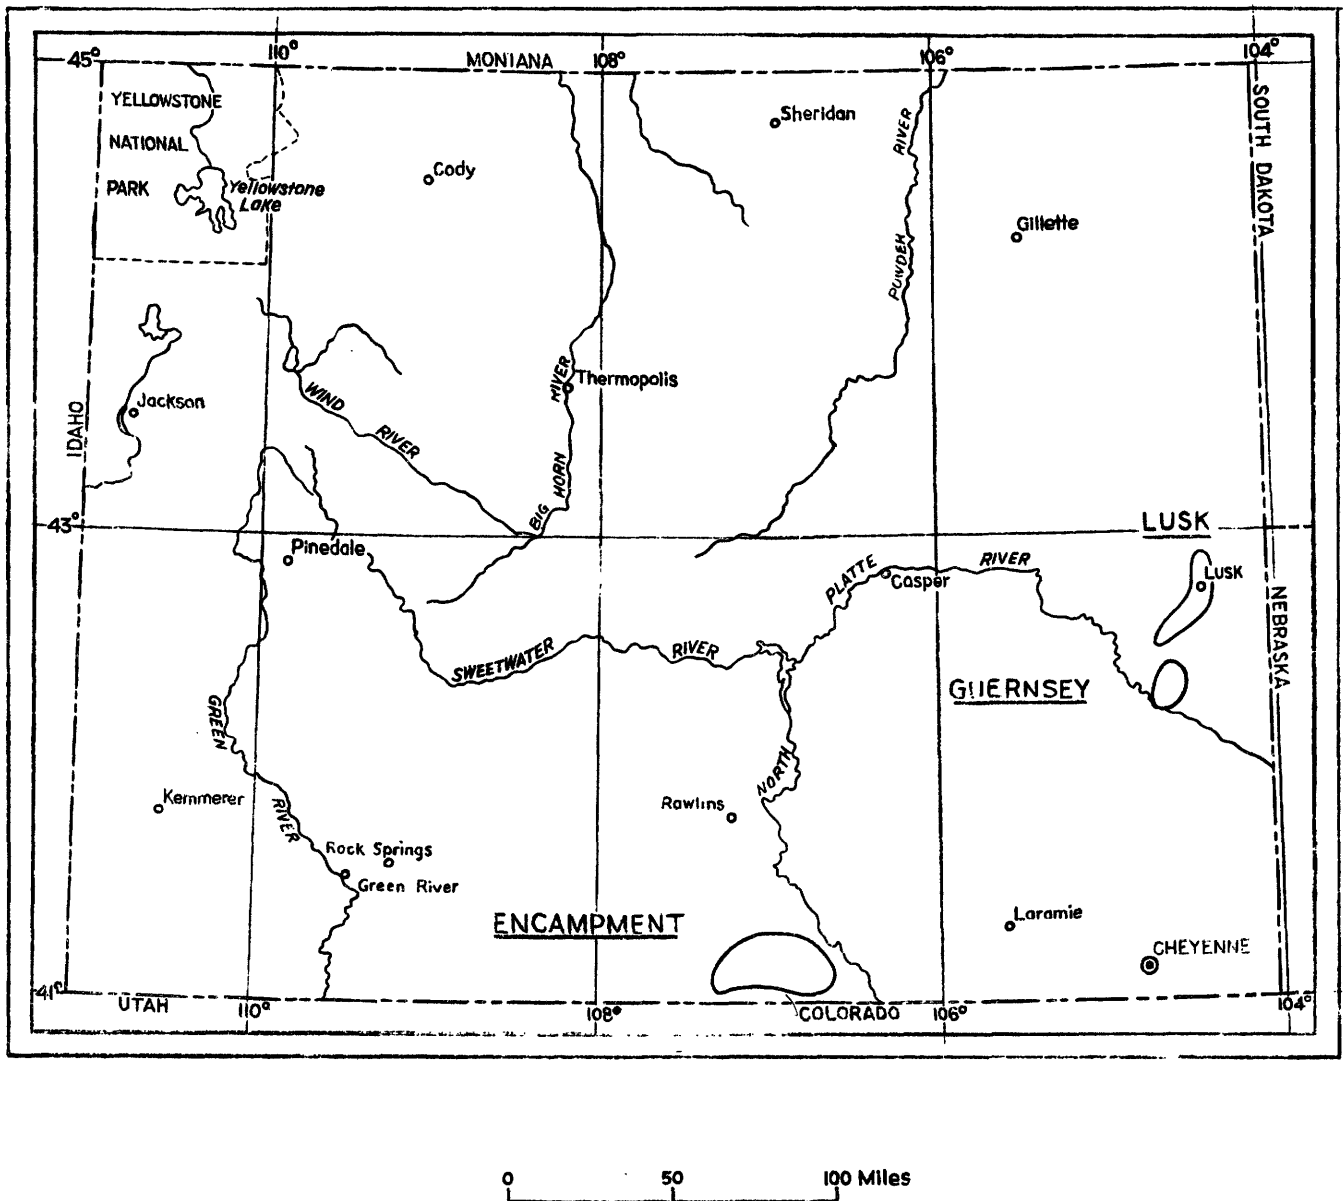 110°
108°
106°
104°
45°
MONTANA
YELLOWSTONE
NATIONAL
PARK
Yellowstone
Lake
Cody
Sheridan
POWDER RIVER
Gillette
SOUTH DAKOTA
Jackson
IDAHO
WIND RIVER
BIG HORN RIVER
Thermopolis
43°
LUSK
Pinedale
PLATTE RIVER
Casper
LUSK
NEBRASKA
SWEETWATER RIVER
GUERNSEY
GREEN RIVER
NORTH
Kemmerer
Rawlins
Rock Springs
Green River
ENCAMPMENT
Laramie
CHEYENNE
41°
UTAH
COLORADO
110°
108°
106°
104°
0 50 100 Miles